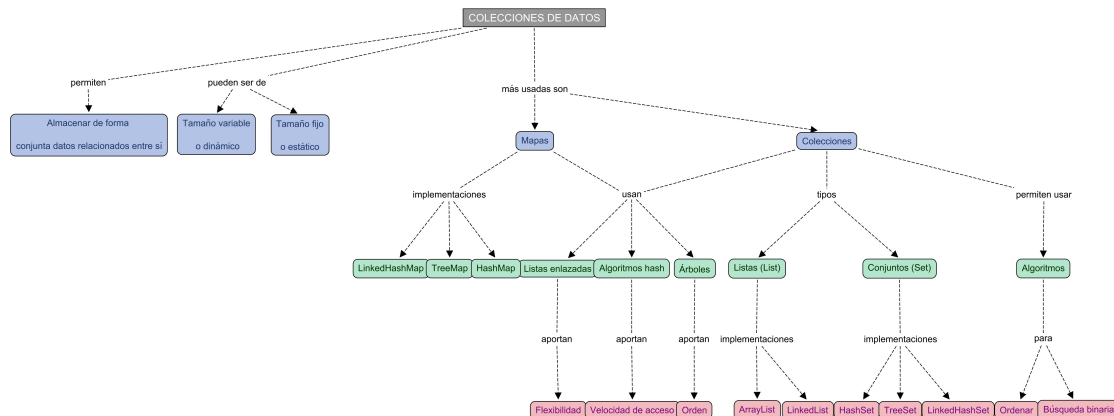 COLECCIONES DE DATOS
permiten
pueden ser de
más usadas son
Almacenar de forma
conjunta datos relacionados entre sí
Tamaño variable
o dinámico
Tamaño fijo
o estático
Mapas
Colecciones
implementaciones
usan
tipos
permiten usar
LinkedHashMap
TreeMap
HashMap
Listas enlazadas
Algoritmos hash
Árboles
Listas (List)
Conjuntos (Set)
Algoritmos
aportan
aportan
aportan
implementaciones
implementaciones
para
Flexibilidad
Velocidad de acceso
Orden
ArrayList
LinkedList
HashSet
TreeSet
LinkedHashSet
Ordenar
Búsqueda binaria